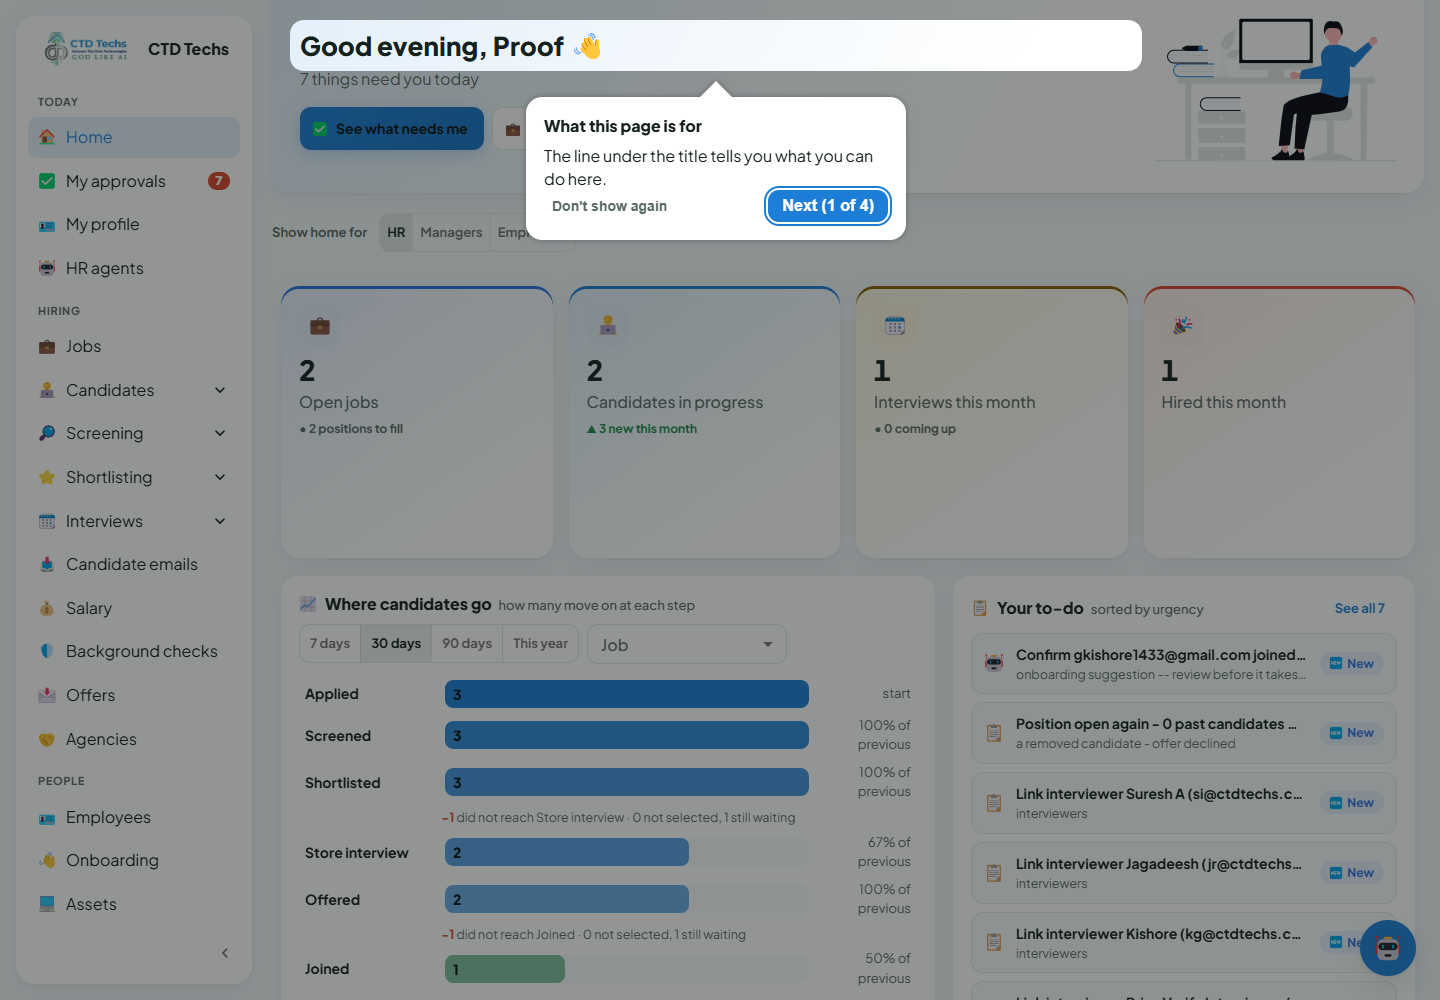 CTD Techs
GOD LIKE AI
CTD Techs
TODAY
Home
My approvals 7
My profile
HR agents
HIRING
Jobs
Candidates
Screening
Shortlisting
Interviews
Candidate emails
Salary
Background checks
Offers
Agencies
PEOPLE
Employees
Onboarding
Assets
Good evening, Proof 👋
7 things need you today
See what needs me
What this page is for
The line under the title tells you what you can
do here.
Don't show again
Next (1 of 4)
Show home for HR Managers
2
Open jobs
● 2 positions to fill
2
Candidates in progress
▲ 3 new this month
1
Interviews this month
● 0 coming up
1
Hired this month
Where candidates go how many move on at each step
7 days 30 days 90 days This year Job
Applied 3 start
Screened 3 100% of previous
Shortlisted 3 100% of previous
−1 did not reach Store interview · 0 not selected, 1 still waiting
Store interview 2 67% of previous
Offered 2 100% of previous
−1 did not reach Joined · 0 not selected, 1 still waiting
Joined 1 50% of previous
Your to-do sorted by urgency See all 7
Confirm gkishore1433@gmail.com joined… New
onboarding suggestion -- review before it takes…
Position open again - 0 past candidates … New
a removed candidate - offer declined
Link interviewer Suresh A (si@ctdtechs.c… New
interviewers
Link interviewer Jagadeesh (jr@ctdtechs… New
interviewers
Link interviewer Kishore (kg@ctdtechs.c…
interviewers